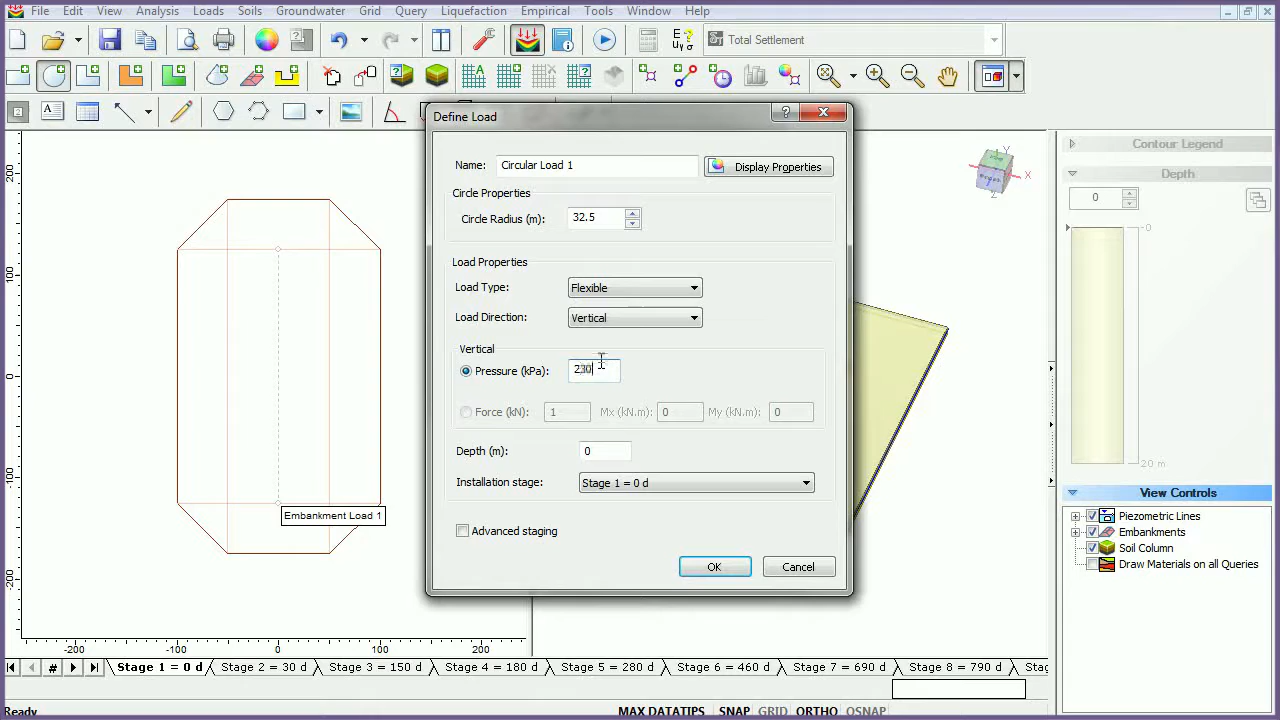 File Edit View Analysis Loads Soils Groundwater Grid Query Liquefaction Empirical Tools Window Help
Total Settlement
Define Load
Name: Circular Load 1 Display Properties
Circle Properties
Circle Radius (m): 32.5
Load Properties
Load Type: Flexible
Load Direction: Vertical
Vertical
Pressure (kPa): 230
Force (kN): 1 Mx (kN.m): 0 My (kN.m): 0
Depth (m): 0
Installation stage: Stage 1 = 0 d
Advanced staging
OK Cancel
200
100
0
-100
-200
Embankment Load 1
-200 -100 0 100 200
Y
X
Z
Contour Legend
Depth
0
-0
20 m
View Controls
Piezometric Lines
Embankments
Soil Column
Draw Materials on all Queries
Stage 1 = 0 d Stage 2 = 30 d Stage 3 = 150 d Stage 4 = 180 d Stage 5 = 280 d Stage 6 = 460 d Stage 7 = 690 d Stage 8 = 790 d Sta
Ready MAX DATATIPS SNAP GRID ORTHO OSNAP